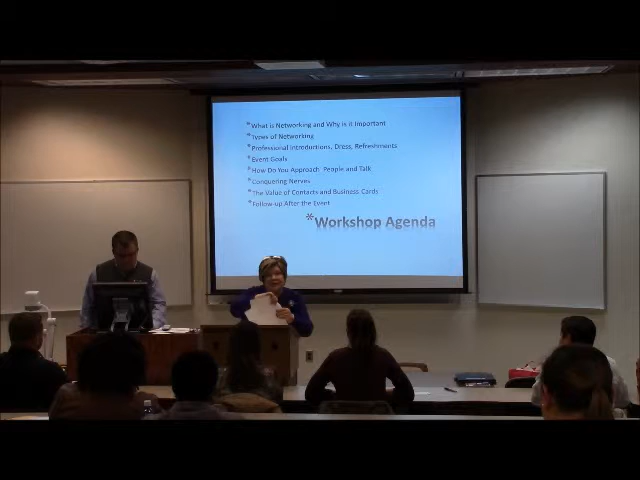 *What is Networking and Why is it Important
*Types of Networking
*Professional Introductions, Dress, Refreshments
*Event Goals
*How Do You Approach People and Talk
*Conquering Nerves
*The Value of Contacts and Business Cards
*Follow-up After the Event
*Workshop Agenda